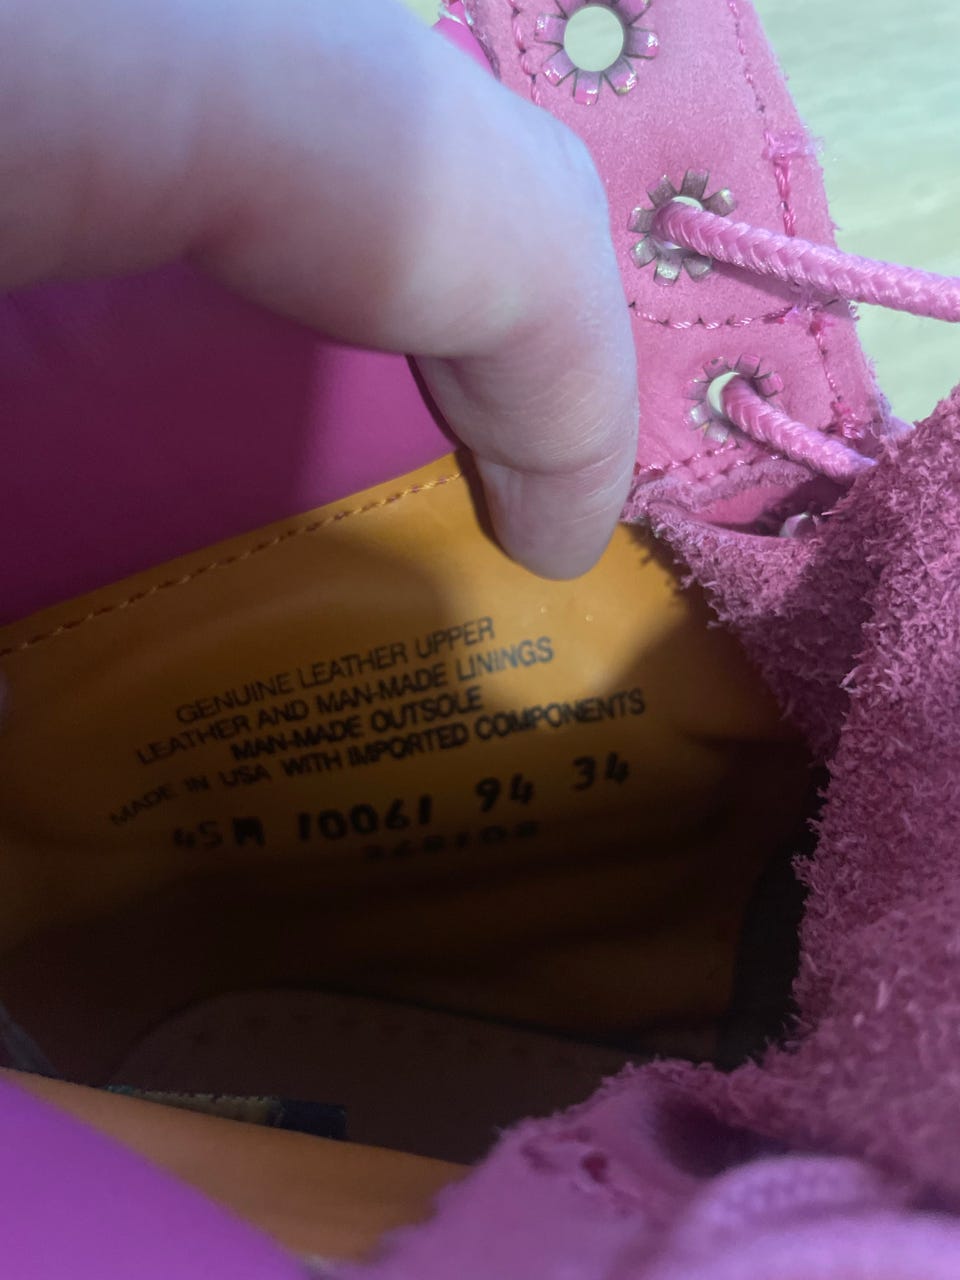 GENUINE LEATHER UPPER
LEATHER AND MAN-MADE LININGS
MAN-MADE OUTSOLE
MADE IN USA WITH IMPORTED COMPONENTS
45 M 10061 94 34